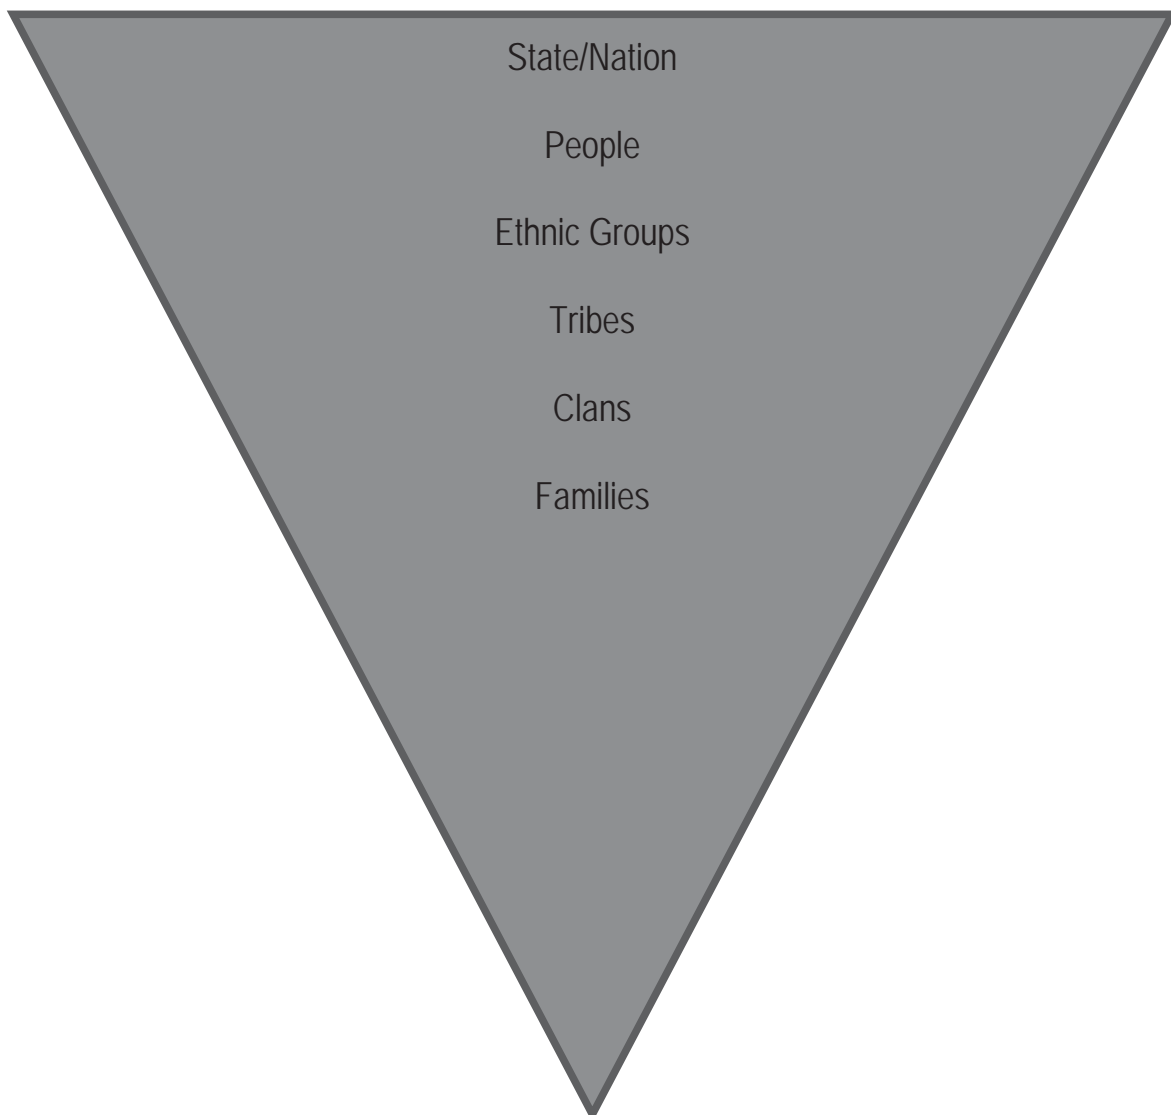 State/Nation
People
Ethnic Groups
Tribes
Clans
Families